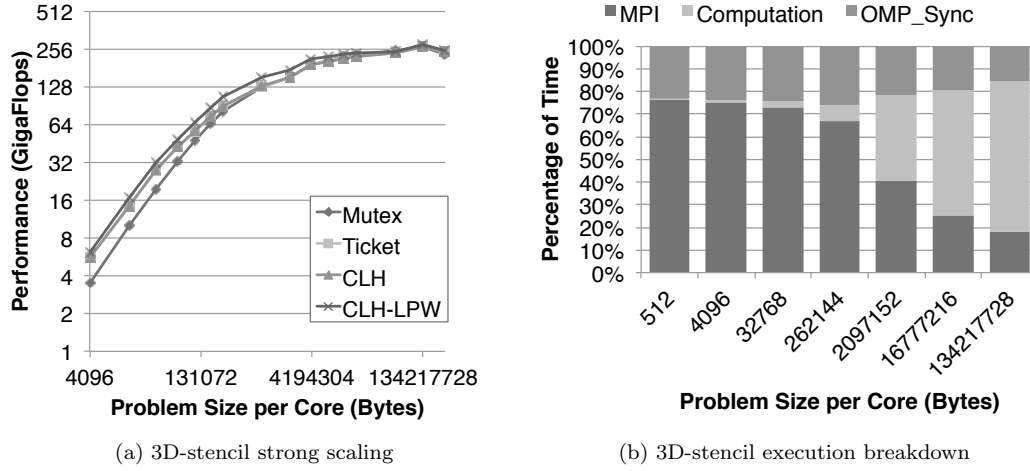 512
256
128
64
32
16
8
4
2
1
Performance (GigaFlops)
Mutex
Ticket
CLH
CLH-LPW
4096 131072 4194304 134217728
Problem Size per Core (Bytes)
(a) 3D-stencil strong scaling
MPI Computation OMP_Sync
100%
90%
80%
70%
60%
50%
40%
30%
20%
10%
0%
Percentage of Time
512 4096 32768 262144 2097152 16777216 134217728
Problem Size per Core (Bytes)
(b) 3D-stencil execution breakdown